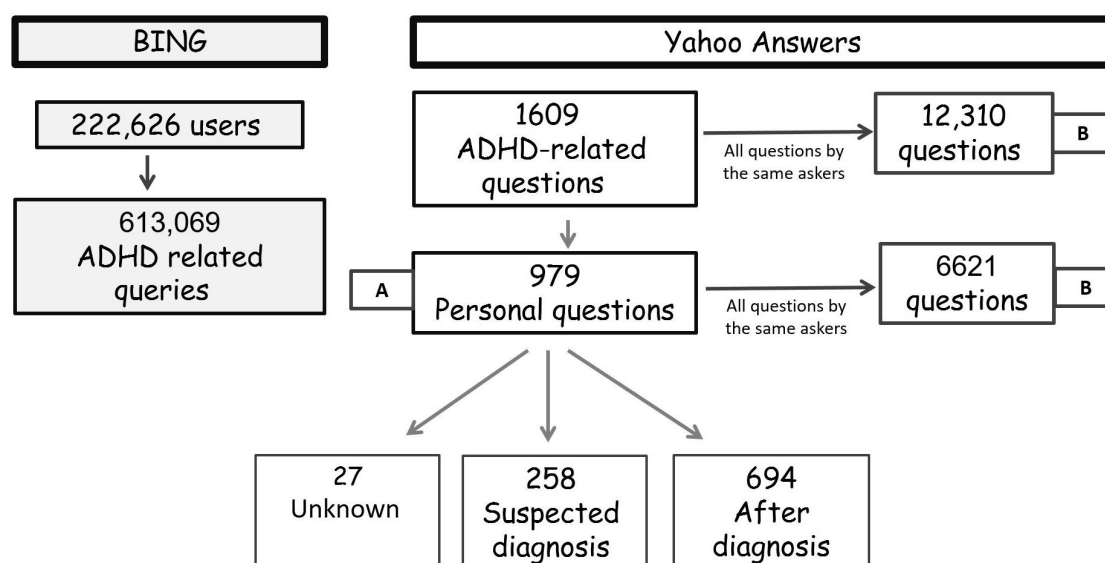 BING
222,626 users
613,069
ADHD related
queries
Yahoo Answers
1609
ADHD-related
questions
All questions by
the same askers
12,310
questions
B
A
979
Personal questions
All questions by
the same askers
6621
questions
B
27
Unknown
258
Suspected
diagnosis
694
After
diagnosis